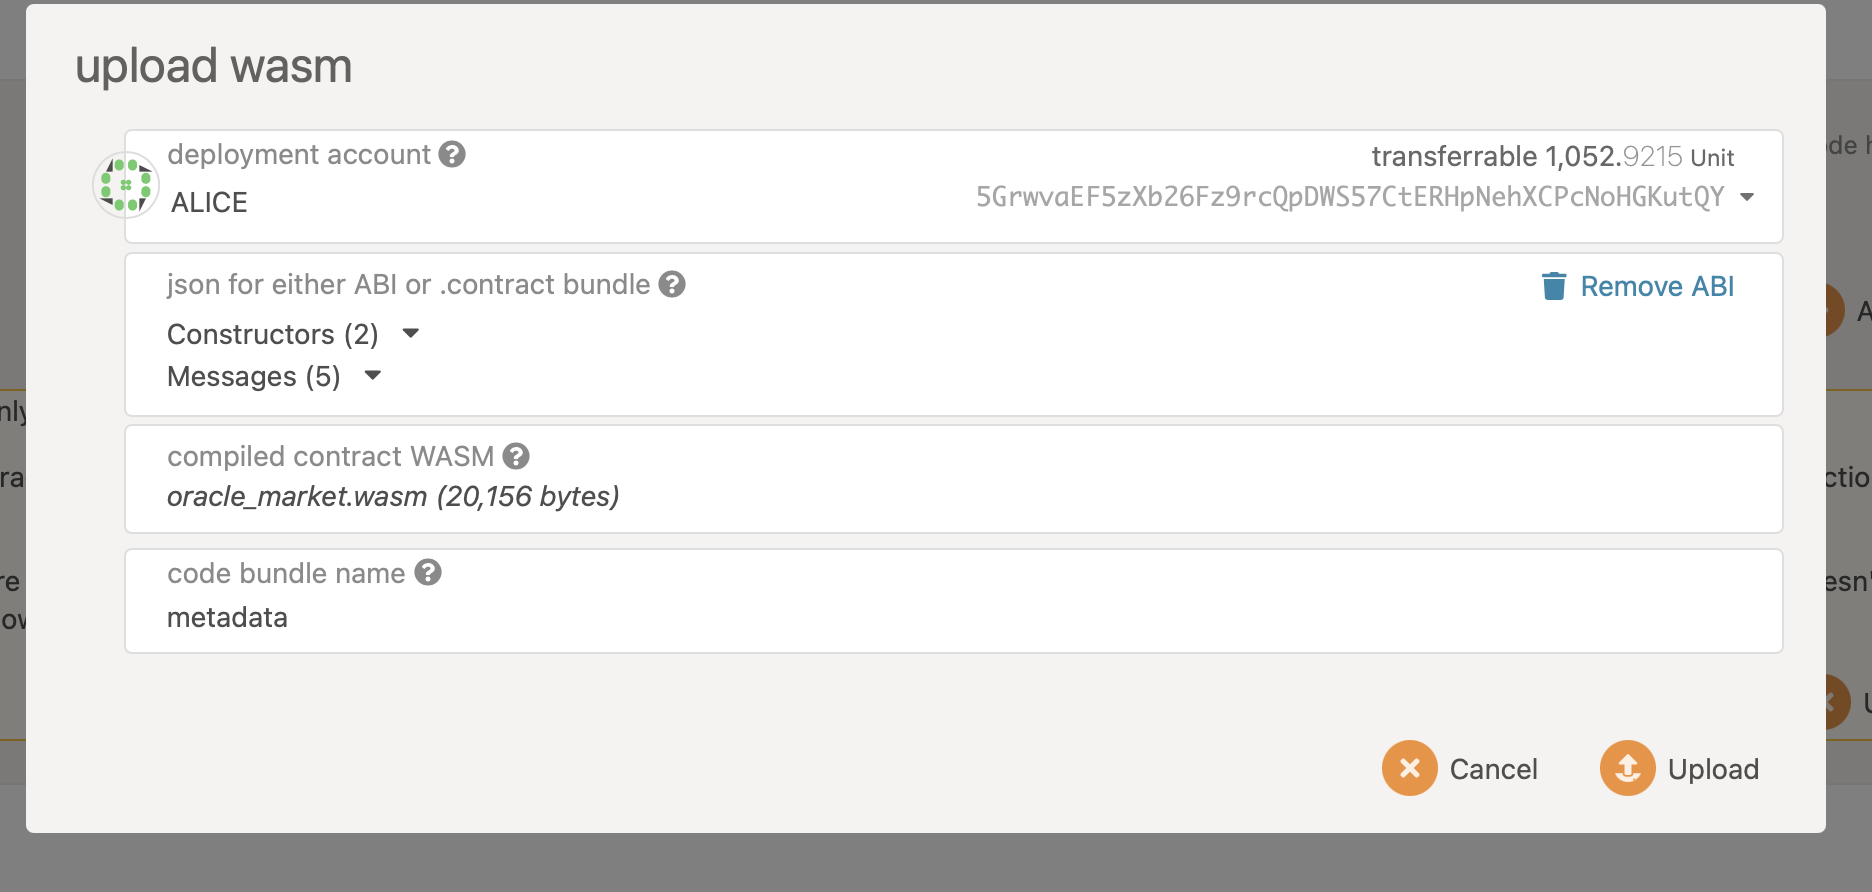 upload wasm
deployment account
transferrable 1,052.9215 Unit
ALICE
5GrwvaEF5zXb26Fz9rcQpDWS57CtERHpNehXCPcNoHGKutQY
json for either ABI or .contract bundle
Remove ABI
Constructors (2)
Messages (5)
compiled contract WASM
oracle_market.wasm (20,156 bytes)
code bundle name
metadata
Cancel
Upload